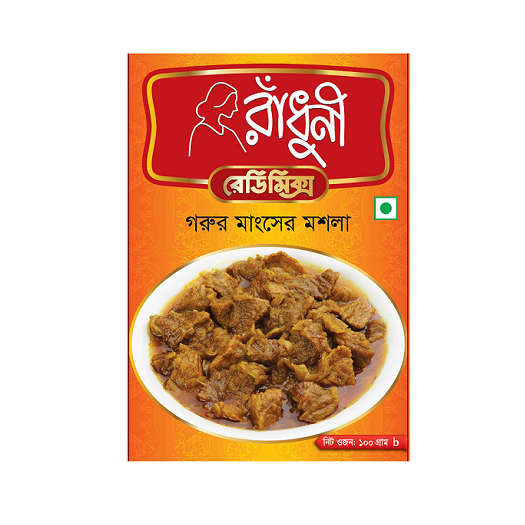 রাঁধুনী
রেডিমিক্স
গরুর মাংসের মশলা
নিট ওজন: ১০০ গ্রাম b